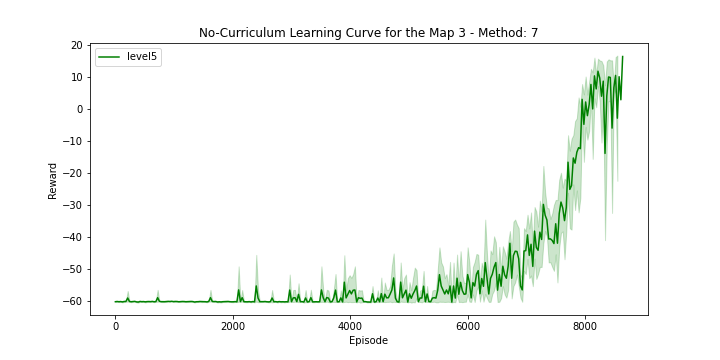 No-Curriculum Learning Curve for the Map 3 - Method: 7
level5
20
10
0
−10
−20
−30
−40
−50
−60
Reward
0 2000 4000 6000 8000
Episode